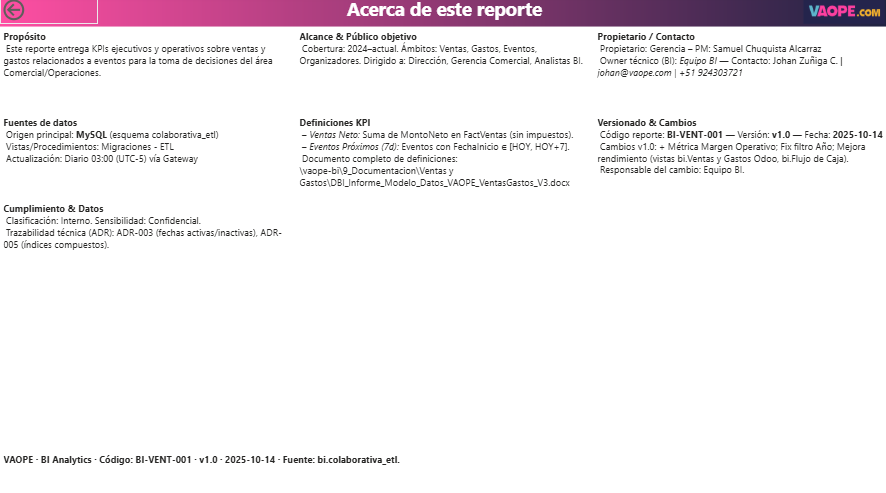 Acerca de este reporte
VAOPE.COM
Propósito
Este reporte entrega KPIs ejecutivos y operativos sobre ventas y
gastos relacionados a eventos para la toma de decisiones del área
Comercial/Operaciones.
Alcance & Público objetivo
Cobertura: 2024–actual. Ámbitos: Ventas, Gastos, Eventos,
Organizadores. Dirigido a: Dirección, Gerencia Comercial, Analistas BI.
Propietario / Contacto
Propietario: Gerencia – PM: Samuel Chuquista Alcarraz
Owner técnico (BI): Equipo BI — Contacto: Johan Zuñiga C. |
johan@vaope.com | +51 924303721
Fuentes de datos
Origen principal: MySQL (esquema colaborativa_etl)
Vistas/Procedimientos: Migraciones - ETL
Actualización: Diario 03:00 (UTC-5) vía Gateway
Definiciones KPI
– Ventas Neto: Suma de MontoNeto en FactVentas (sin impuestos).
– Eventos Próximos (7d): Eventos con FechaInicio ∈ [HOY, HOY+7].
Documento completo de definiciones:
\vaope-bi\9_Documentacion\Ventas y
Gastos\DBI_Informe_Modelo_Datos_VAOPE_VentasGastos_V3.docx
Versionado & Cambios
Código reporte: BI-VENT-001 — Versión: v1.0 — Fecha: 2025-10-14
Cambios v1.0: + Métrica Margen Operativo; Fix filtro Año; Mejora
rendimiento (vistas bi.Ventas y Gastos Odoo, bi.Flujo de Caja).
Responsable del cambio: Equipo BI.
Cumplimiento & Datos
Clasificación: Interno. Sensibilidad: Confidencial.
Trazabilidad técnica (ADR): ADR-003 (fechas activas/inactivas), ADR-
005 (índices compuestos).
VAOPE · BI Analytics · Código: BI-VENT-001 · v1.0 · 2025-10-14 · Fuente: bi.colaborativa_etl.